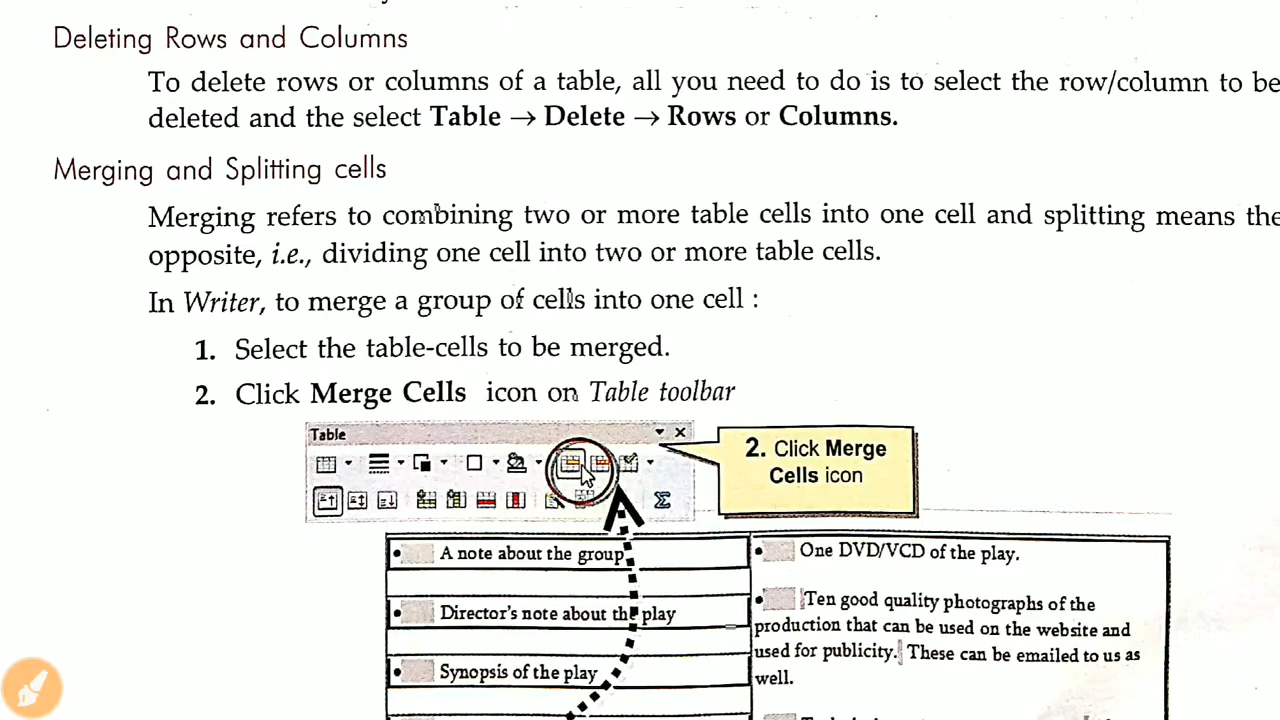 Deleting Rows and Columns
To delete rows or columns of a table, all you need to do is to select the row/column to be
deleted and the select Table → Delete → Rows or Columns.
Merging and Splitting cells
Merging refers to combining two or more table cells into one cell and splitting means the
opposite, i.e., dividing one cell into two or more table cells.
In Writer, to merge a group of cells into one cell :
1. Select the table-cells to be merged.
2. Click Merge Cells icon on Table toolbar
Table
2. Click Merge
Cells icon
• A note about the group
• Director's note about the play
• Synopsis of the play
• One DVD/VCD of the play.
• Ten good quality photographs of the
production that can be used on the website and
used for publicity. These can be emailed to us as
well.